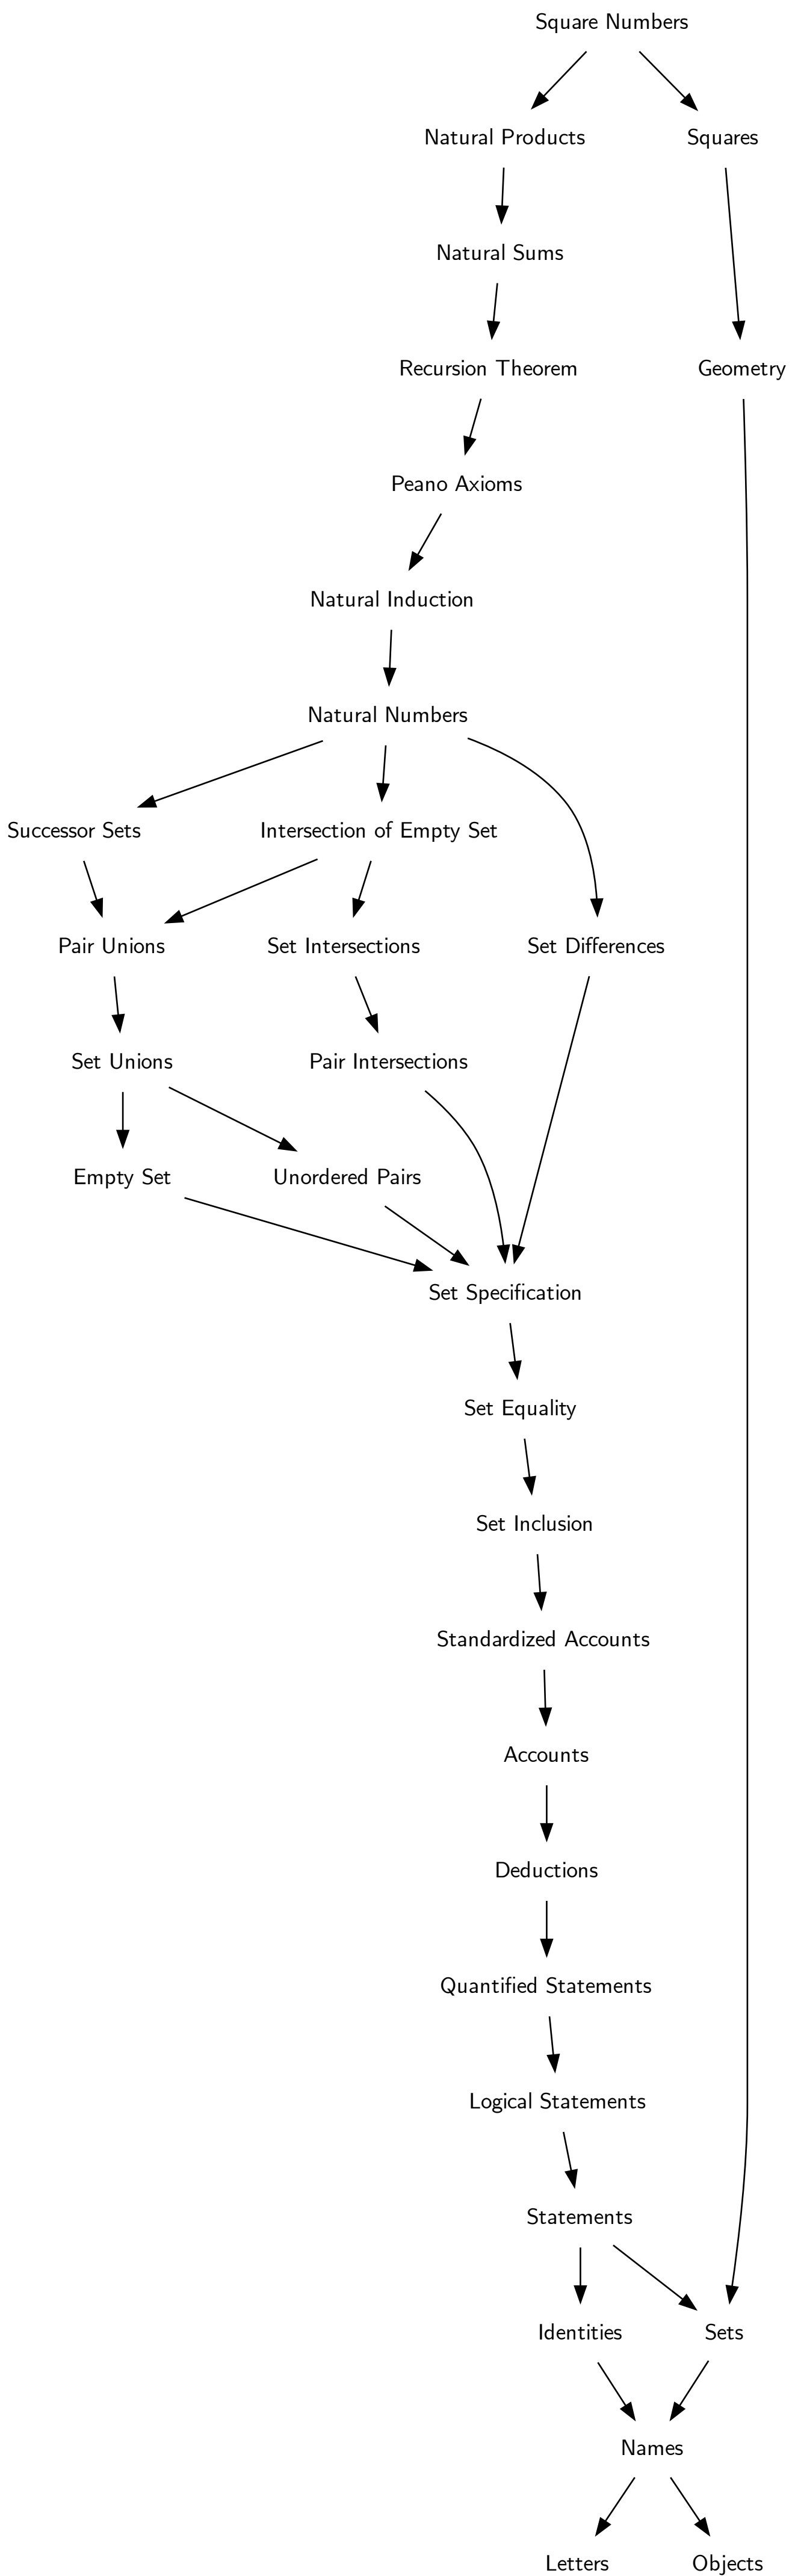 Square Numbers
Natural Products
Squares
Natural Sums
Recursion Theorem
Geometry
Peano Axioms
Natural Induction
Natural Numbers
Successor Sets
Intersection of Empty Set
Pair Unions
Set Intersections
Set Differences
Set Unions
Pair Intersections
Empty Set
Unordered Pairs
Set Specification
Set Equality
Set Inclusion
Standardized Accounts
Accounts
Deductions
Quantified Statements
Logical Statements
Statements
Identities
Sets
Names
Letters
Objects